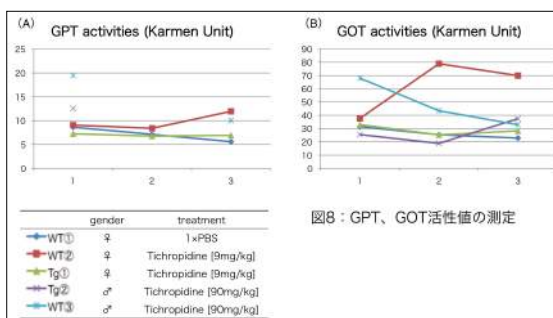 (A)
GPT activities (Karmen Unit)
25
20
15
10
5
0
1
2
3
(B)
GOT activities (Karmen Unit)
90
80
70
60
50
40
30
20
10
0
1
2
3
gender treatment
WT① ♀ 1×PBS
WT② ♀ Tichropidine [9mg/kg]
Tg① ♀ Tichropidine [9mg/kg]
Tg② ♂ Tichropidine [90mg/kg]
WT③ ♂ Tichropidine [90mg/kg]
図8：GPT、GOT活性値の測定